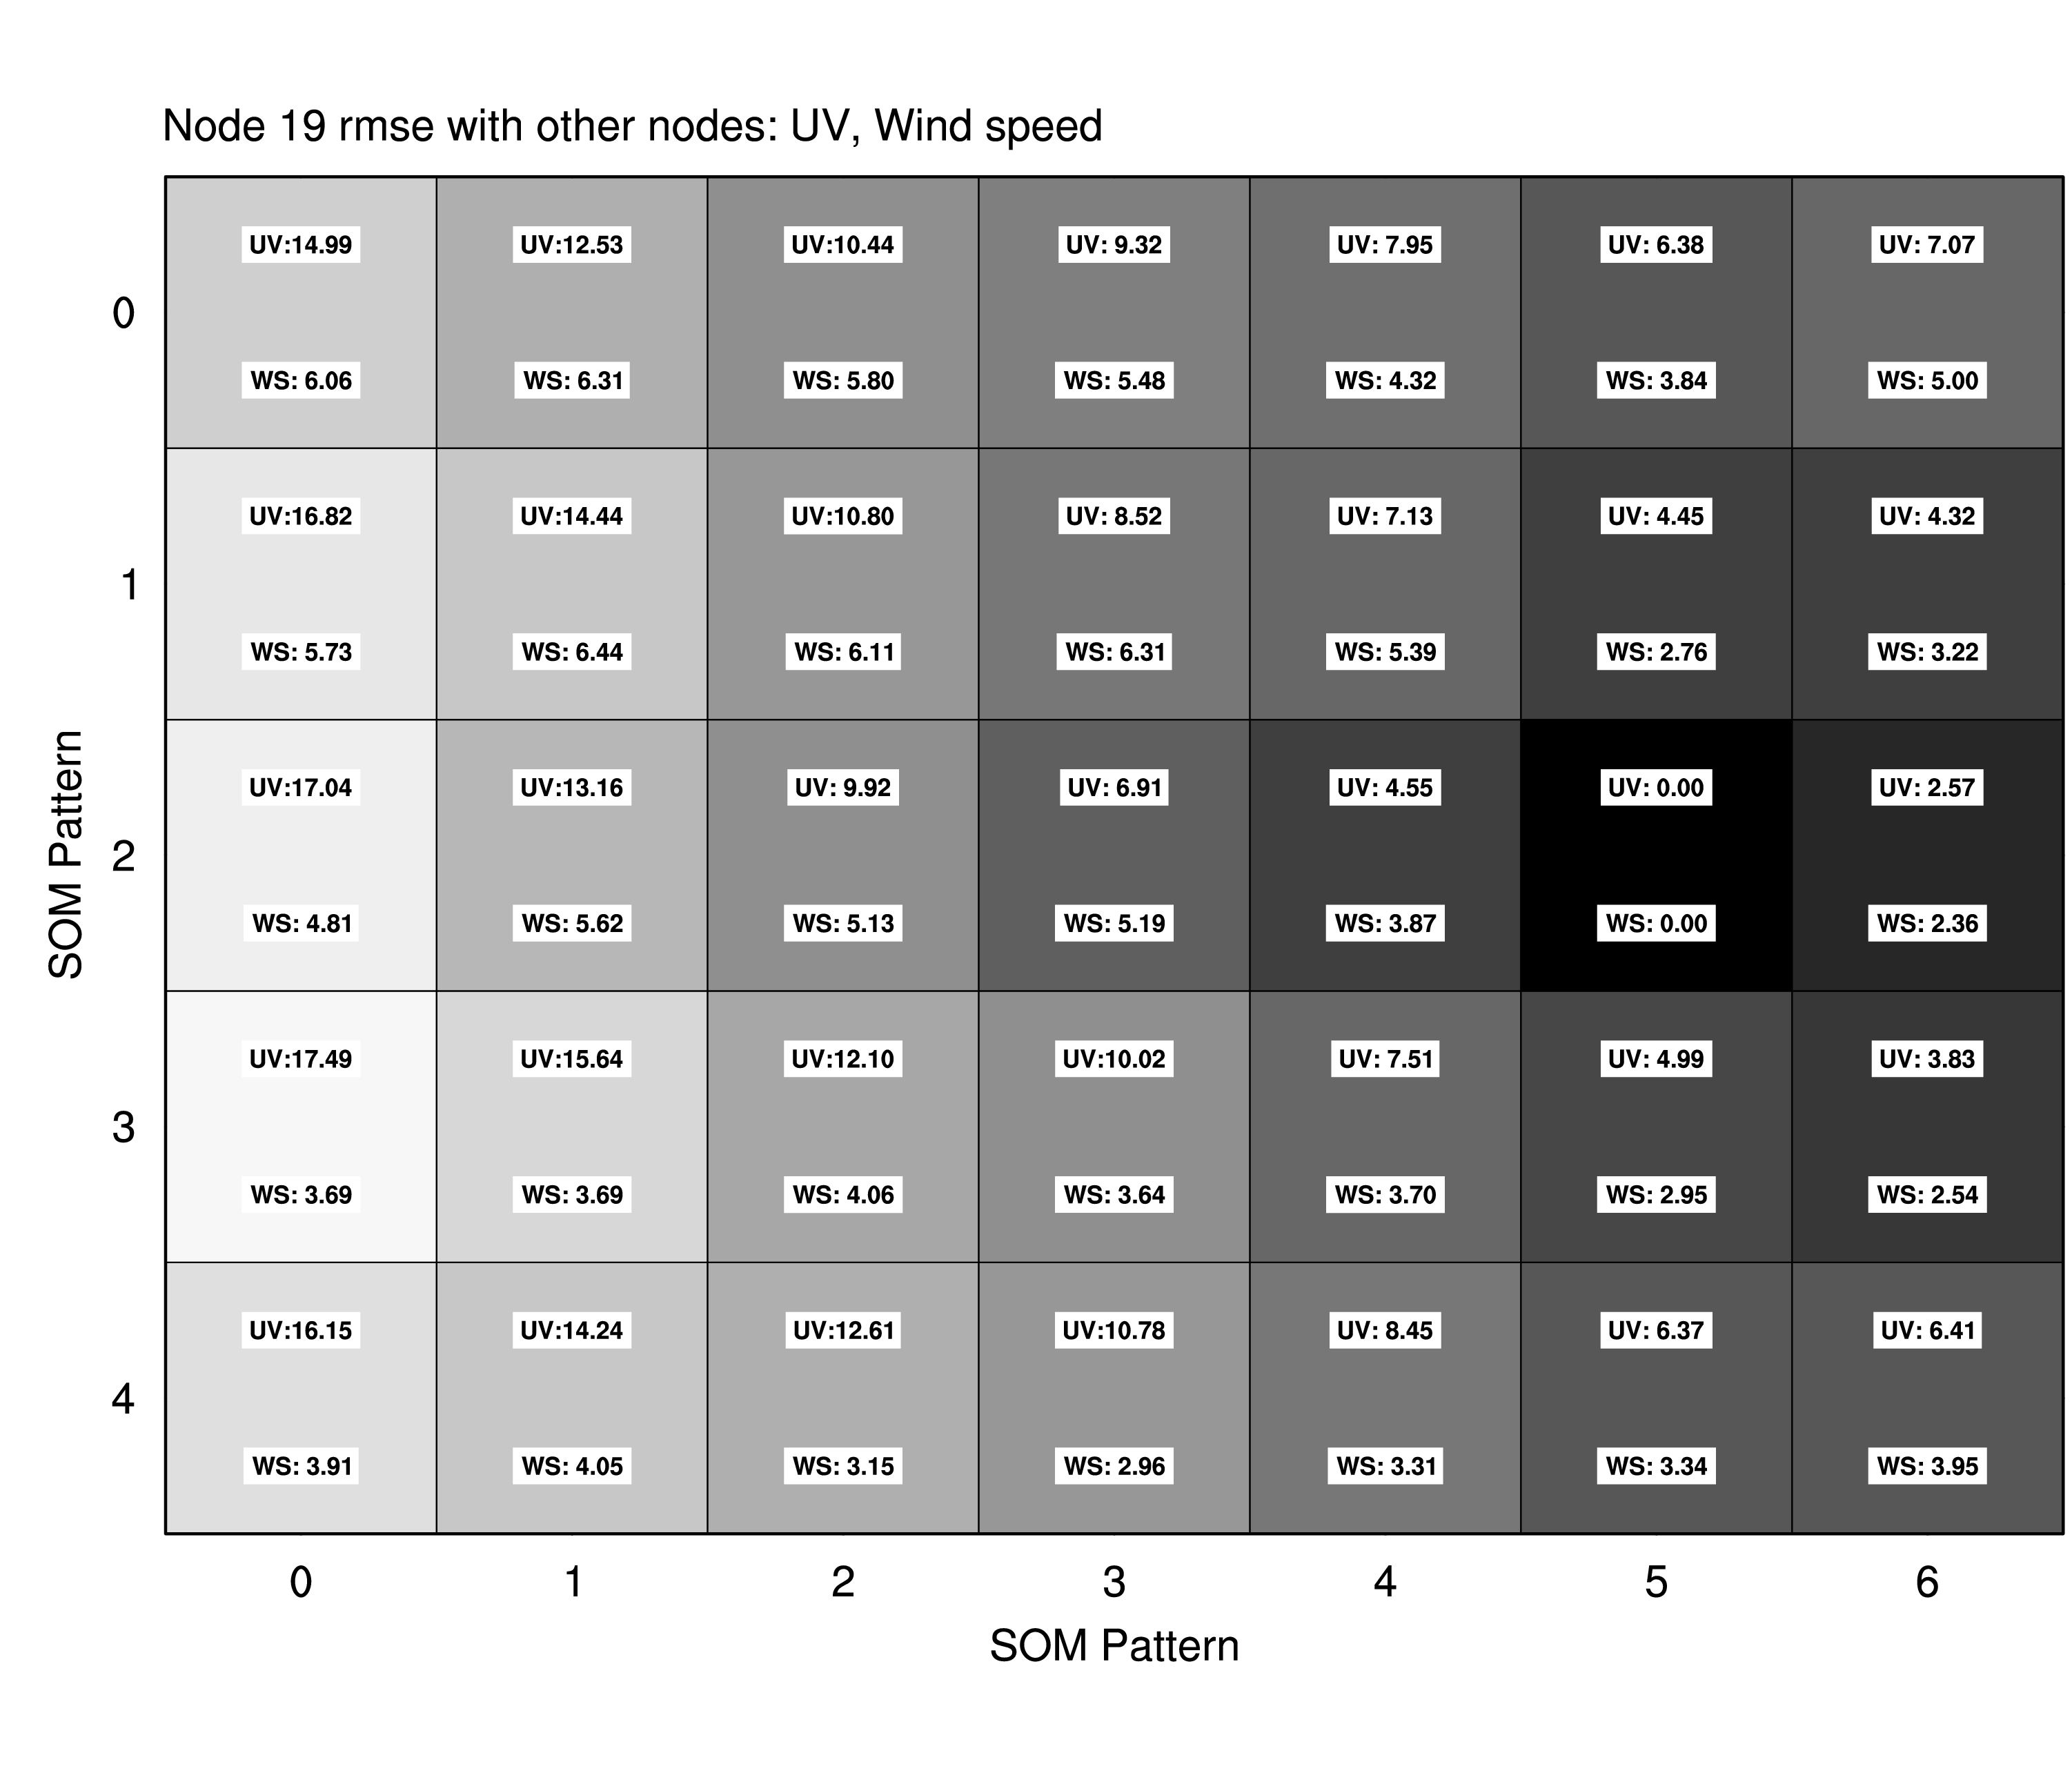 Node 19 rmse with other nodes: UV, Wind speed
UV:14.99 UV:12.53 UV:10.44 UV: 9.32 UV: 7.95 UV: 6.38 UV: 7.07
0
WS: 6.06 WS: 6.31 WS: 5.80 WS: 5.48 WS: 4.32 WS: 3.84 WS: 5.00
UV:16.82 UV:14.44 UV:10.80 UV: 8.52 UV: 7.13 UV: 4.45 UV: 4.32
1
WS: 5.73 WS: 6.44 WS: 6.11 WS: 6.31 WS: 5.39 WS: 2.76 WS: 3.22
SOM Pattern
UV:17.04 UV:13.16 UV: 9.92 UV: 6.91 UV: 4.55 UV: 0.00 UV: 2.57
2
WS: 4.81 WS: 5.62 WS: 5.13 WS: 5.19 WS: 3.87 WS: 0.00 WS: 2.36
UV:17.49 UV:15.64 UV:12.10 UV:10.02 UV: 7.51 UV: 4.99 UV: 3.83
3
WS: 3.69 WS: 3.69 WS: 4.06 WS: 3.64 WS: 3.70 WS: 2.95 WS: 2.54
UV:16.15 UV:14.24 UV:12.61 UV:10.78 UV: 8.45 UV: 6.37 UV: 6.41
4
WS: 3.91 WS: 4.05 WS: 3.15 WS: 2.96 WS: 3.31 WS: 3.34 WS: 3.95
0 1 2 3 4 5 6
SOM Pattern